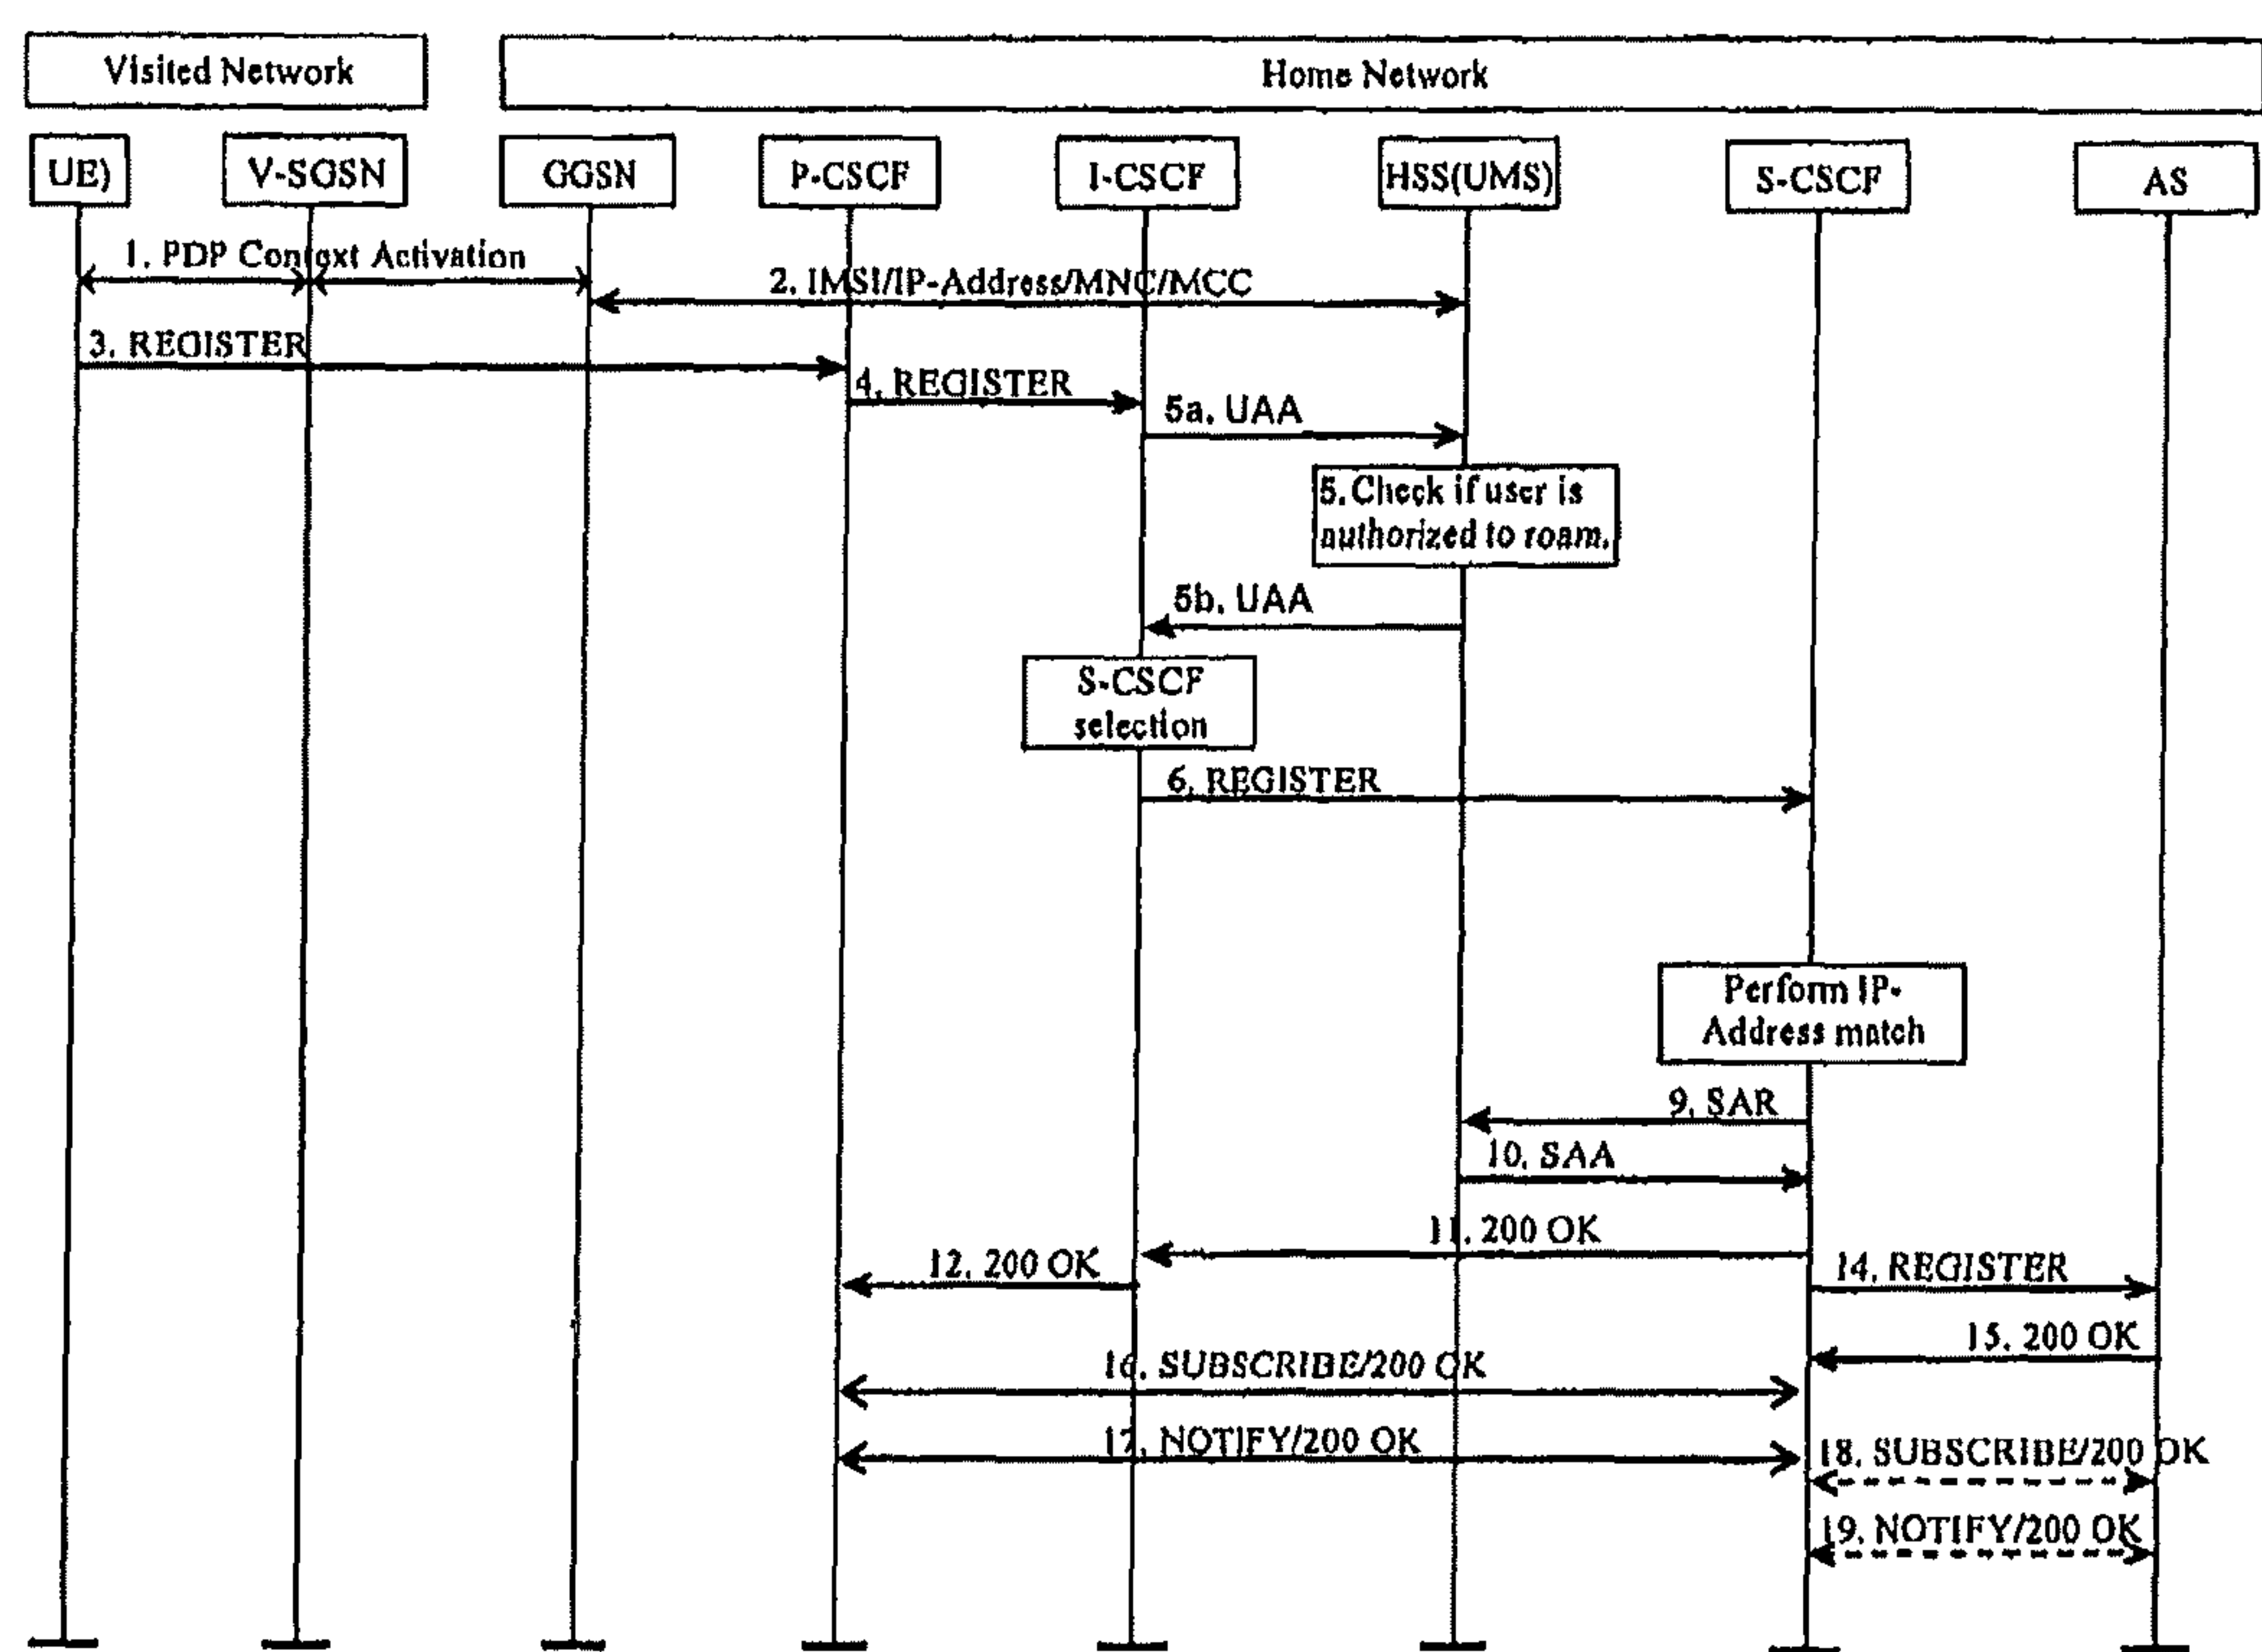 Visited Network
Home Network
UE)
V-SGSN
GGSN
P-CSCF
I-CSCF
HSS(UMS)
S-CSCF
AS
1. PDP Context Activation
2. IMSI/IP-Address/MNC/MCC
3. REGISTER
4. REGISTER
5a. UAA
5. Check if user is
authorized to roam.
5b. UAA
S-CSCF
selection
6. REGISTER
Perform IP-
Address match
9. SAR
10. SAA
11. 200 OK
12. 200 OK
14. REGISTER
15. 200 OK
16. SUBSCRIBE/200 OK
17. NOTIFY/200 OK
18. SUBSCRIBE/200 OK
19. NOTIFY/200 OK